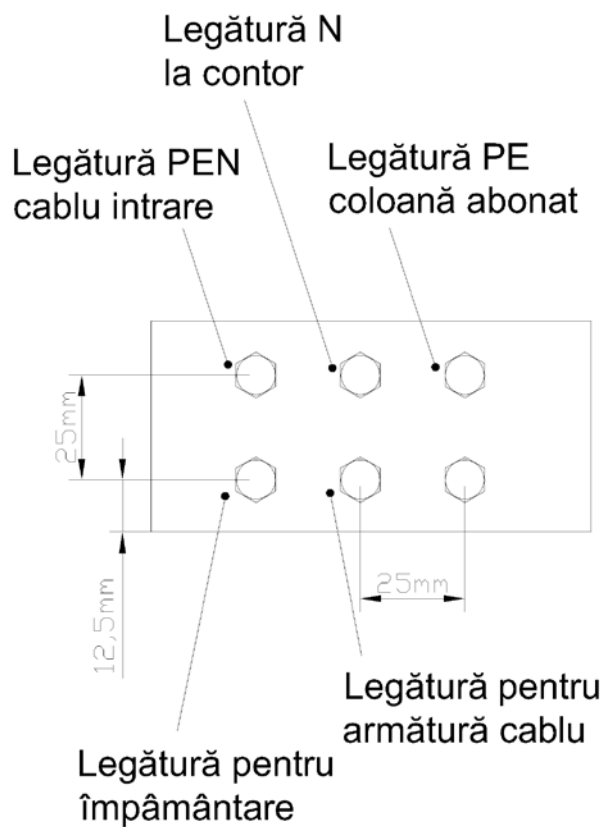 Legătură N
la contor
Legătură PEN
cablu intrare
Legătură PE
coloană abonat
25mm
12,5mm
25mm
Legătură pentru
armătură cablu
Legătură pentru
împâmântare